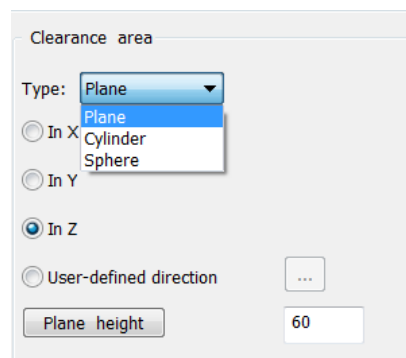 Clearance area
Type: Plane
Plane
In X
Cylinder
Sphere
In Y
In Z
User-defined direction ...
Plane height 60